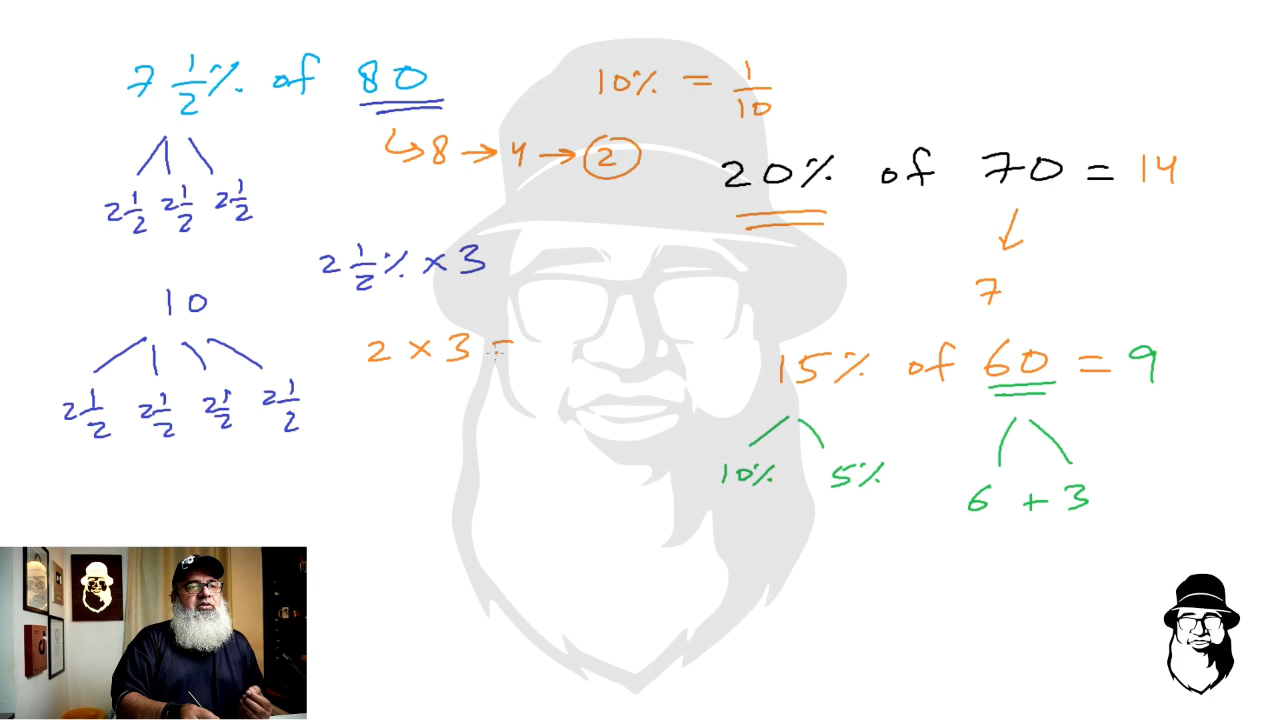 7 1/2% of 80
↳8 → 4 → 2
2 1/2 2 1/2 2 1/2
2 1/2% × 3
10
2 × 3 =
2 1/2 2 1/2 2 1/2 2 1/2
10% = 1/10
20% of 70 = 14
7
15% of 60 = 9
10% 5%
6 + 3